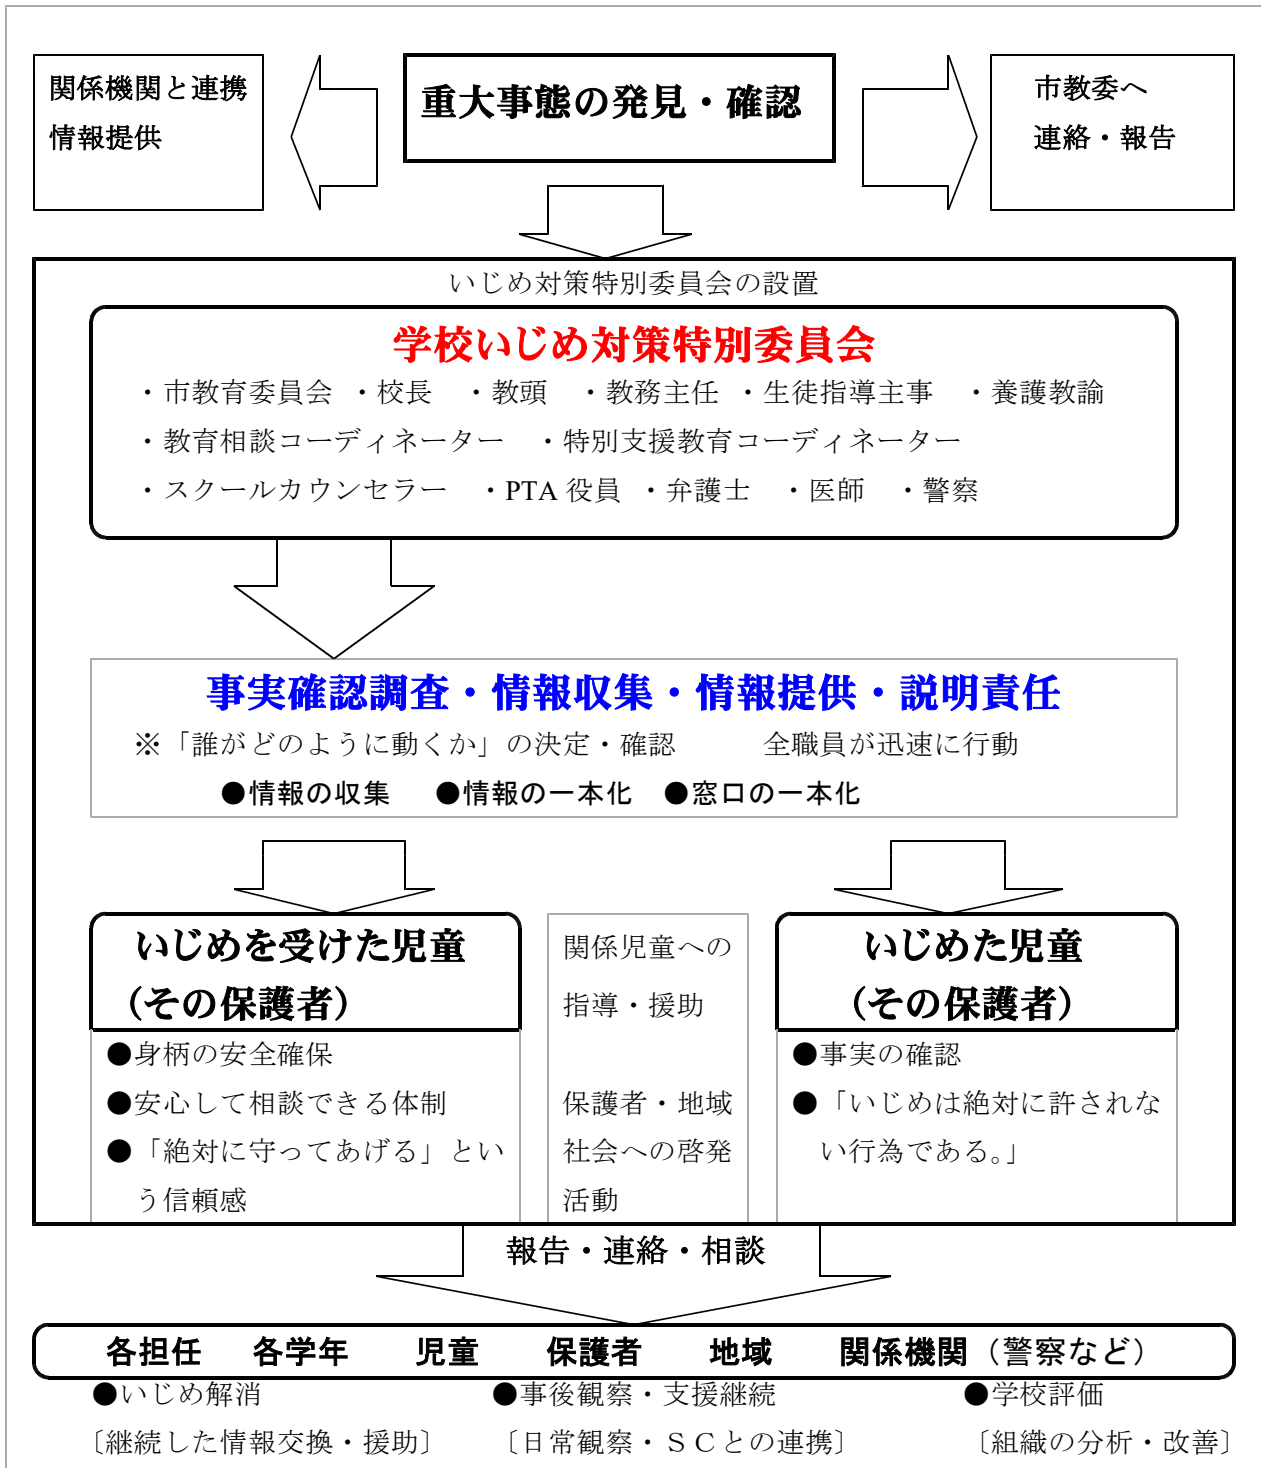 関係機関と連携
情報提供
重大事態の発見・確認
市教委へ
連絡・報告
いじめ対策特別委員会の設置
学校いじめ対策特別委員会
・市教育委員会 ・校長 ・教頭 ・教務主任 ・生徒指導主事 ・養護教諭
・教育相談コーディネーター ・特別支援教育コーディネーター
・スクールカウンセラー ・PTA 役員 ・弁護士 ・医師 ・警察
事実確認調査・情報収集・情報提供・説明責任
※「誰がどのように動くか」の決定・確認 全職員が迅速に行動
●情報の収集 ●情報の一本化 ●窓口の一本化
いじめを受けた児童
（その保護者）
●身柄の安全確保
●安心して相談できる体制
●「絶対に守ってあげる」とい
う信頼感
関係児童への
指導・援助
保護者・地域
社会への啓発
活動
いじめた児童
（その保護者）
●事実の確認
●「いじめは絶対に許されな
い行為である。」
報告・連絡・相談
各担任 各学年 児童 保護者 地域 関係機関（警察など）
●いじめ解消 ●事後観察・支援継続 ●学校評価
〔継続した情報交換・援助〕 〔日常観察・ＳＣとの連携〕 〔組織の分析・改善〕